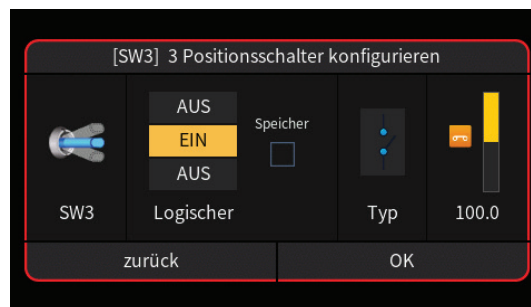 [SW3] 3 Positionsschalter konfigurieren
AUS
EIN
AUS
Speicher
SW3
Logischer
Typ
100.0
zurück
OK